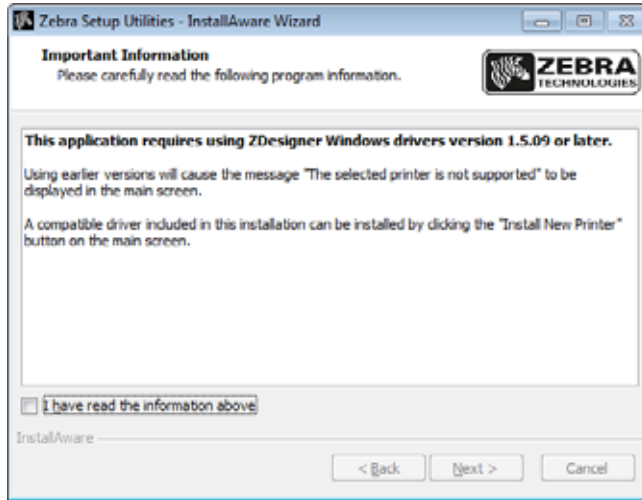 Zebra Setup Utilities - InstallAware Wizard
Important Information
Please carefully read the following program information.
ZEBRA
TECHNOLOGIES
This application requires using ZDesigner Windows drivers version 1.5.09 or later.
Using earlier versions will cause the message "The selected printer is not supported" to be
displayed in the main screen.
A compatible driver included in this installation can be installed by clicking the "Install New Printer"
button on the main screen.
I have read the information above
InstallAware
< Back Next > Cancel